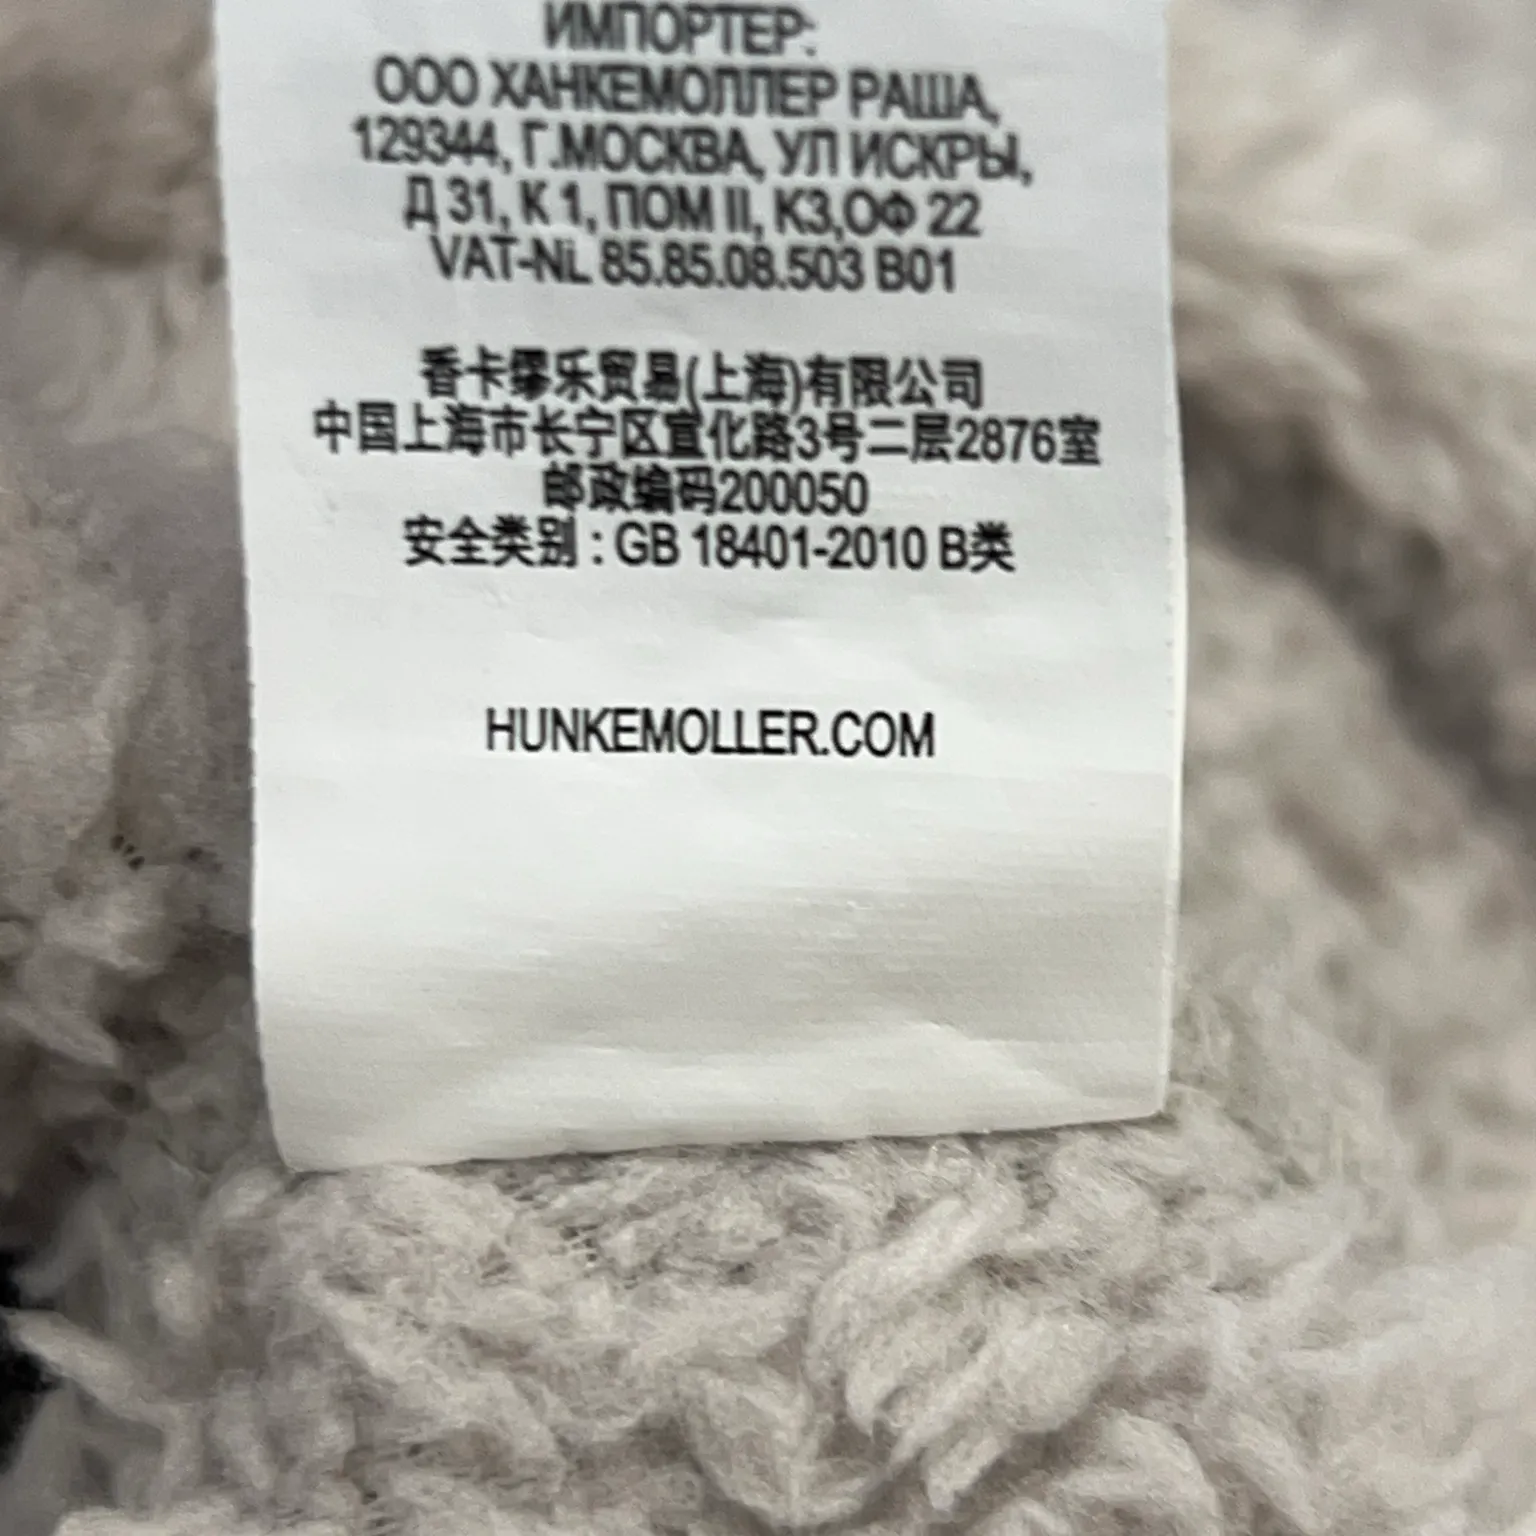 ИМПОРТЕР:
ООО ХАНКЕМОЛЛЕР РАША,
129344, Г.МОСКВА, УЛ ИСКРЫ,
Д 31, К 1, ПОМ II, К3,ОФ 22
VAT-NL 85.85.08.503 B01
香卡缪乐贸易(上海)有限公司
中国上海市长宁区宣化路3号二层2876室
邮政编码200050
安全类别 : GB 18401-2010 B类
HUNKEMOLLER.COM